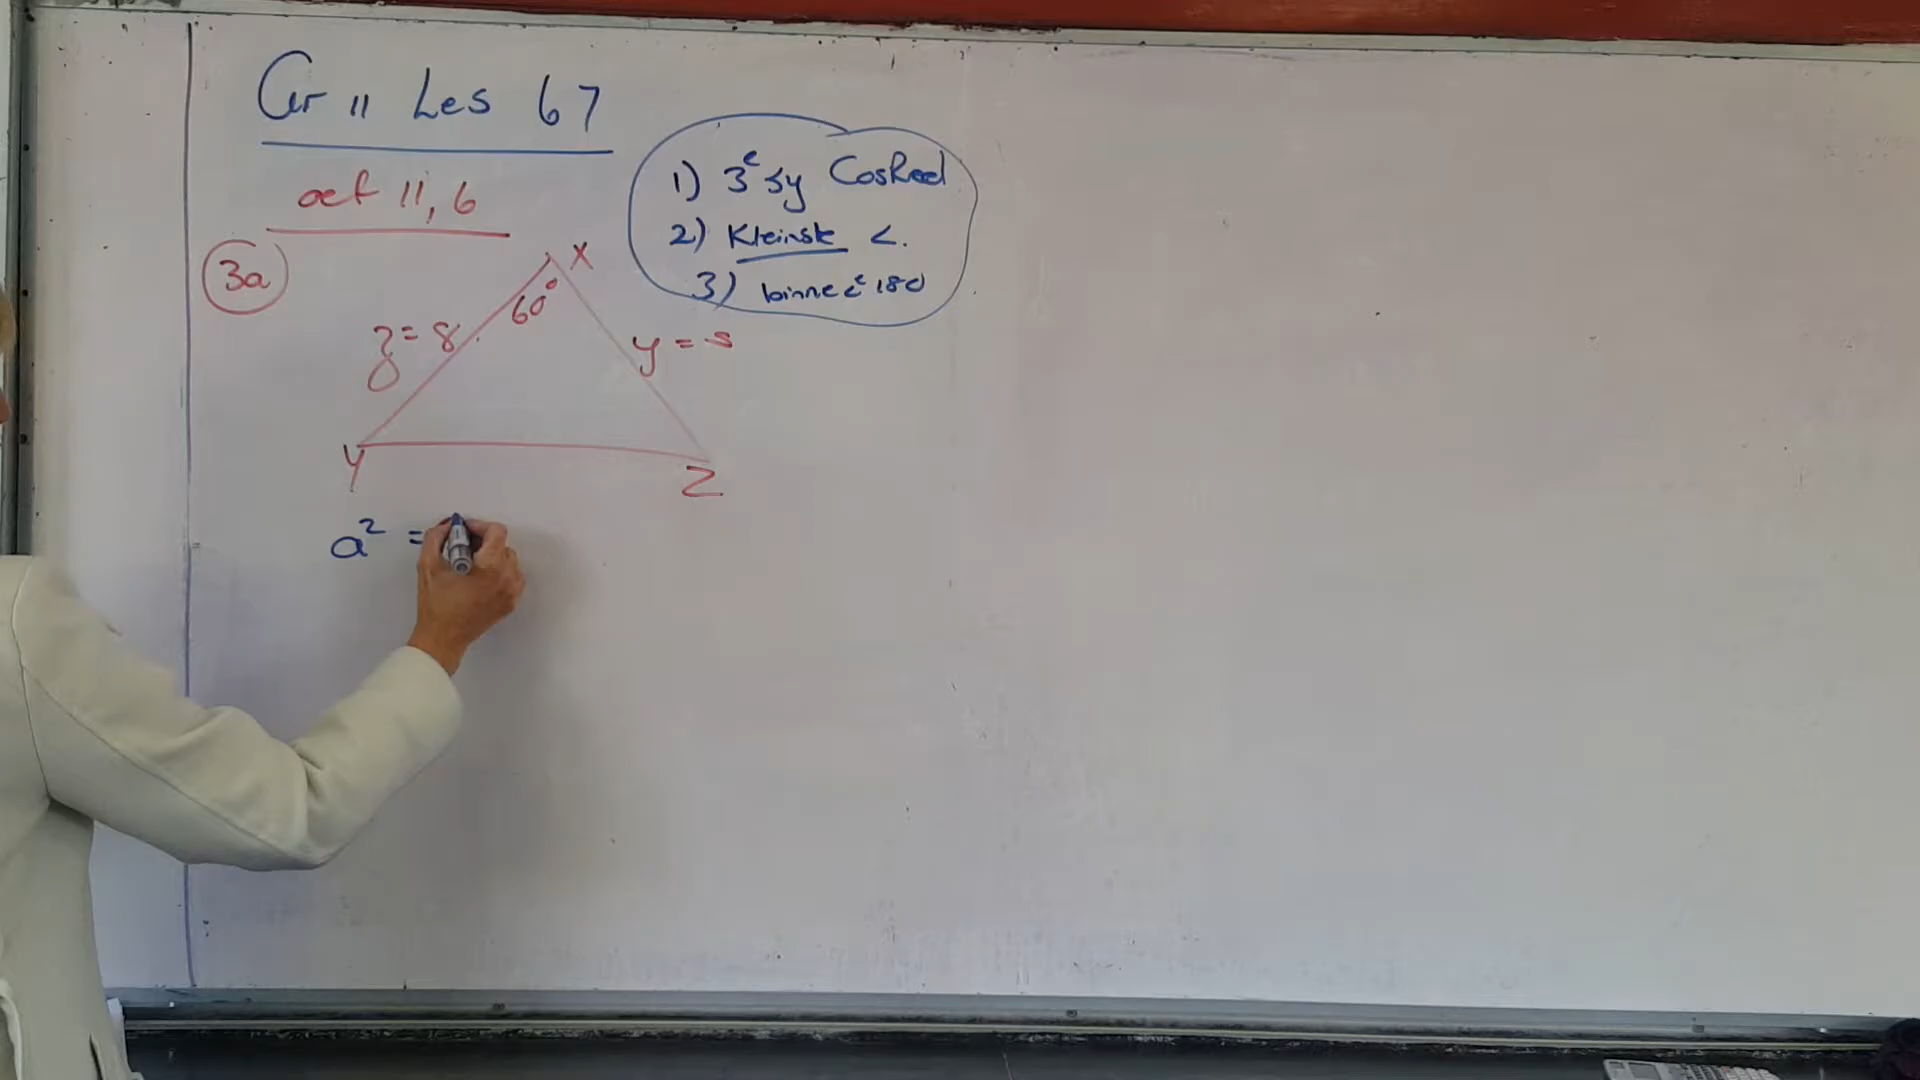 Gr 11 Les 67
oef 11,6
1) 3e sy CosReel
2) Kleinste <.
3) binne <e 180
3a
X
60°
z = 8
y = 5
Y
Z
a² =